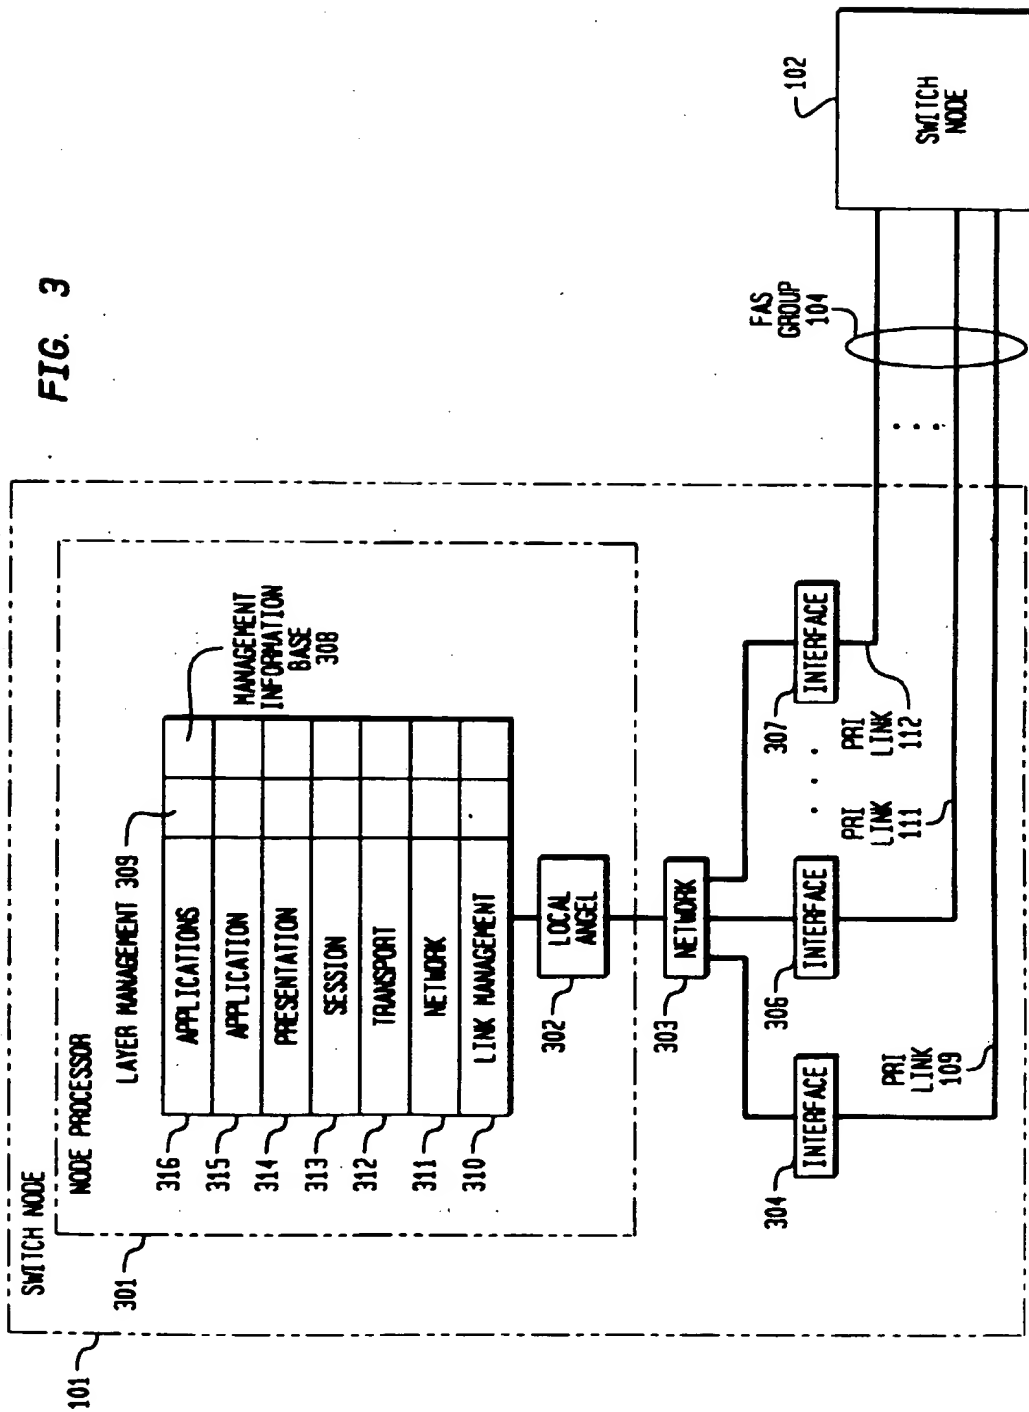 FIG. 3
SWITCH NODE
101
NODE PROCESSOR
301
LAYER MANAGEMENT 309
MANAGEMENT
INFORMATION
BASE
308
316
APPLICATIONS
315
APPLICATION
314
PRESENTATION
313
SESSION
312
TRANSPORT
311
NETWORK
310
LINK MANAGEMENT
302
LOCAL
ANGEL
303
NETWORK
304
INTERFACE
306
INTERFACE
307
INTERFACE
PRI
LINK
109
PRI
LINK
111
PRI
LINK
112
FAS
GROUP
104
102
SWITCH
NODE